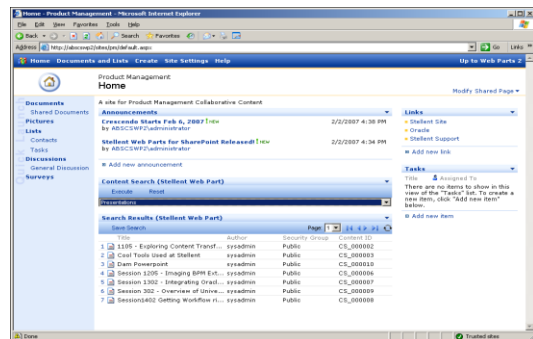 Home - Product Management - Microsoft Internet Explorer
File Edit View Favorites Tools Help
Back Search Favorites
Address http://abscswp2/sites/pm/default.aspx Go Links
Home Documents and Lists Create Site Settings Help Up to Web Parts 2
Product Management
Home
Modify Shared Page
Documents
Shared Documents
Pictures
Lists
Contacts
Tasks
Discussions
General Discussion
Surveys
A site for Product Management Collaborative Content
Announcements
Crescendo Starts Feb 6, 2007 ! NEW 2/2/2007 4:38 PM
by ABSCSWP2\administrator
Stellent Web Parts for SharePoint Released! ! NEW 2/2/2007 4:34 PM
by ABSCSWP2\administrator
Add new announcement
Content Search (Stellent Web Part)
Execute Reset
Presentations
Search Results (Stellent Web Part)
Save Search Page: 1
Title Author Security Group Content ID
1 1105 - Exploring Content Transf... sysadmin Public CS_000002
2 Cool Tools Used at Stellent sysadmin Public CS_000003
3 Dam Powerpoint sysadmin Public CS_000010
4 Session 1205 - Imaging BPM Ext... sysadmin Public CS_000006
5 Session 1302 - Integrating Oracl... sysadmin Public CS_000007
6 Session 302 - Overview of Unive... sysadmin Public CS_000009
7 Session1402 Getting Workflow ri... sysadmin Public CS_000008
Links
Stellent Site
Oracle
Stellent Support
Add new link
Tasks
Title Assigned To
There are no items to show in this
view of the "Tasks" list. To create a
new item, click "Add new item"
below.
Add new item
Done Trusted sites